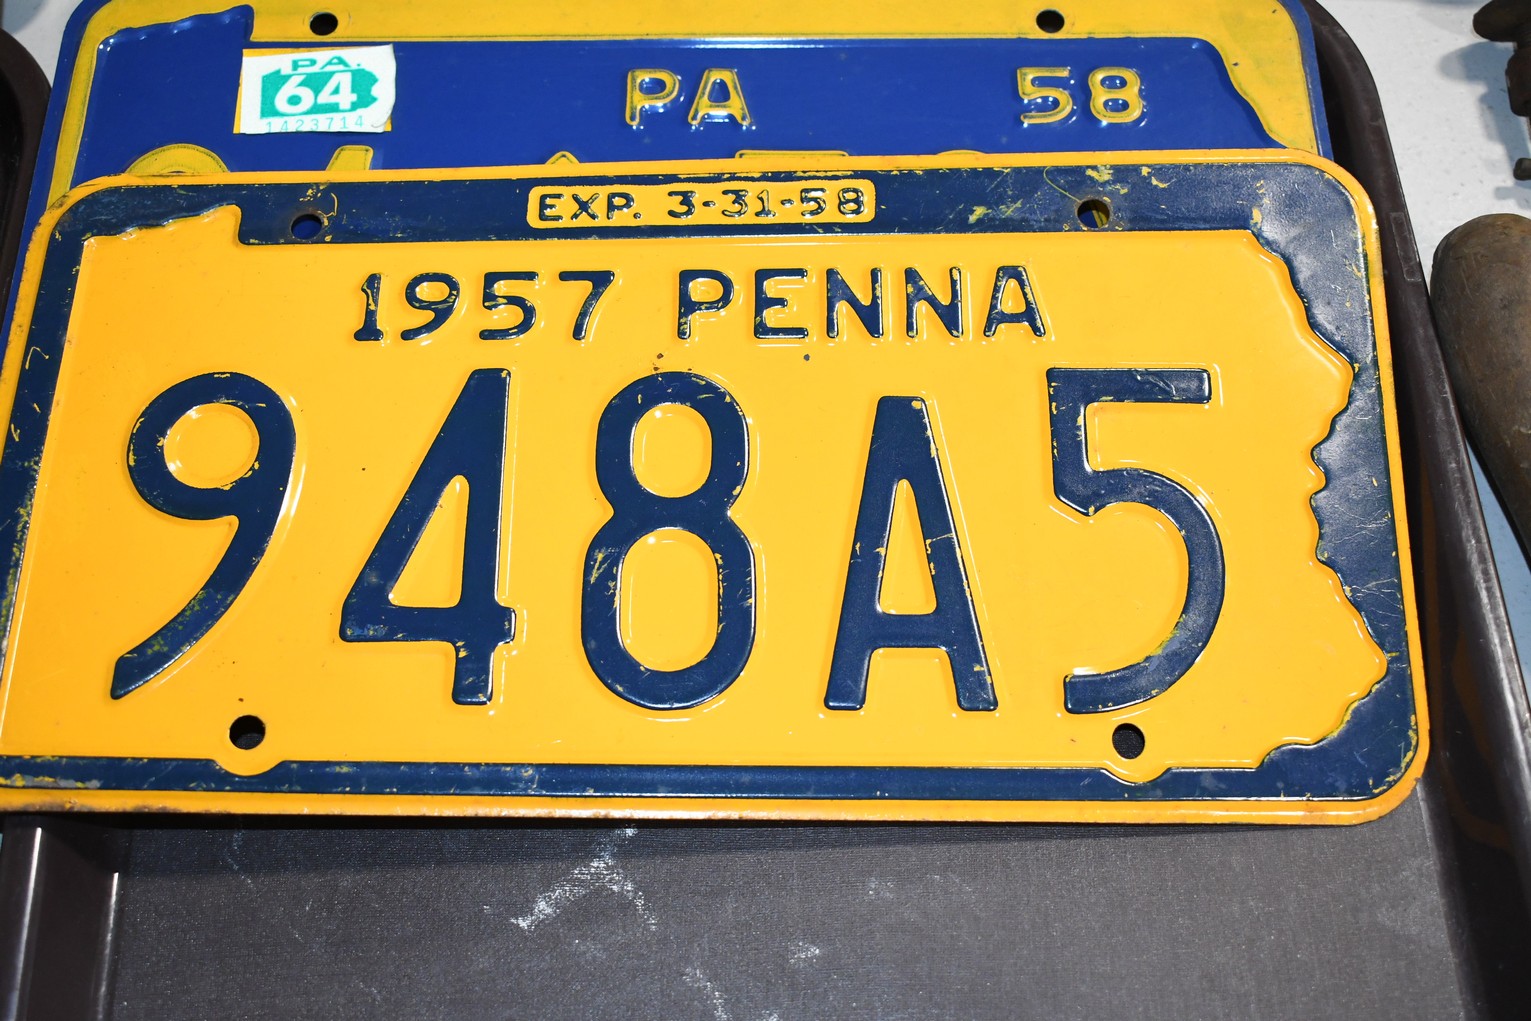 PA.
64
1423714
PA 58
EXP. 3-31-58
1957 PENNA
948A5